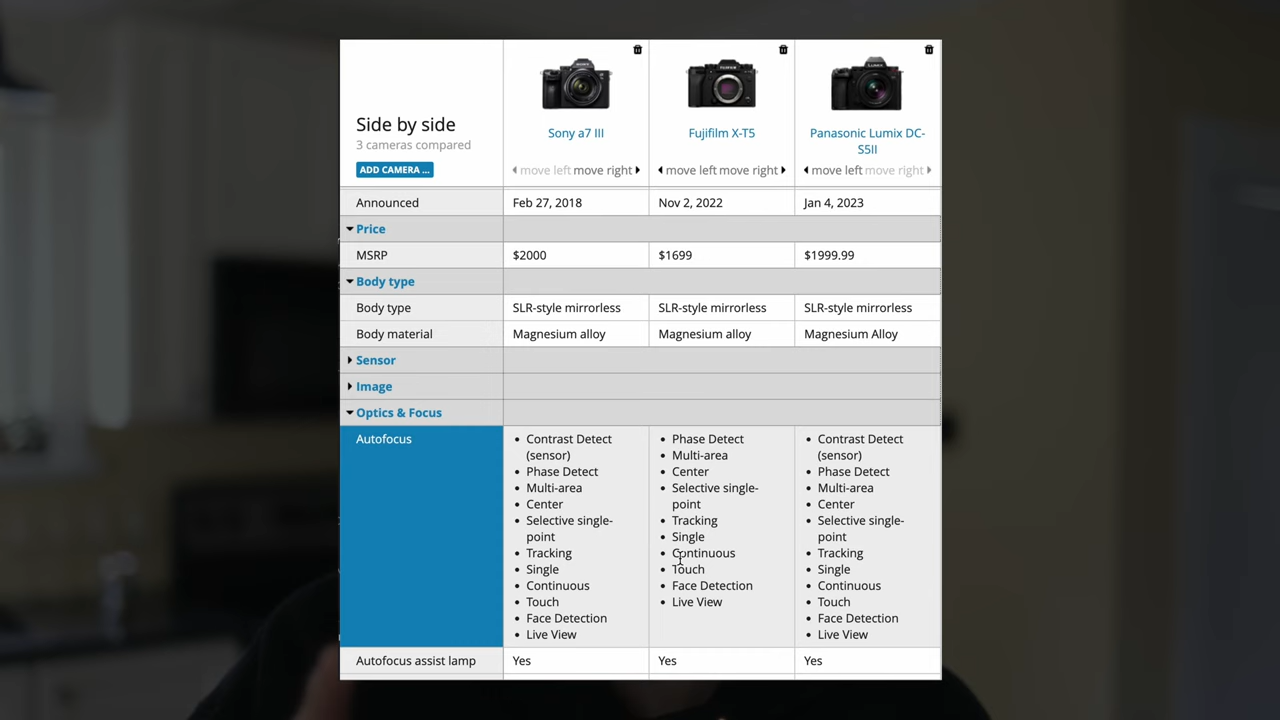 Side by side
3 cameras compared
ADD CAMERA ...
Sony a7 III
move left move right
Fujifilm X-T5
move left move right
Panasonic Lumix DC-
S5II
move left move right
Announced
Feb 27, 2018
Nov 2, 2022
Jan 4, 2023
Price
MSRP
$2000
$1699
$1999.99
Body type
Body type
SLR-style mirrorless
SLR-style mirrorless
SLR-style mirrorless
Body material
Magnesium alloy
Magnesium alloy
Magnesium Alloy
Sensor
Image
Optics & Focus
Autofocus
Contrast Detect
(sensor)
Phase Detect
Multi-area
Center
Selective single-
point
Tracking
Single
Continuous
Touch
Face Detection
Live View
Phase Detect
Multi-area
Center
Selective single-
point
Tracking
Single
Continuous
Touch
Face Detection
Live View
Contrast Detect
(sensor)
Phase Detect
Multi-area
Center
Selective single-
point
Tracking
Single
Continuous
Touch
Face Detection
Live View
Autofocus assist lamp
Yes
Yes
Yes